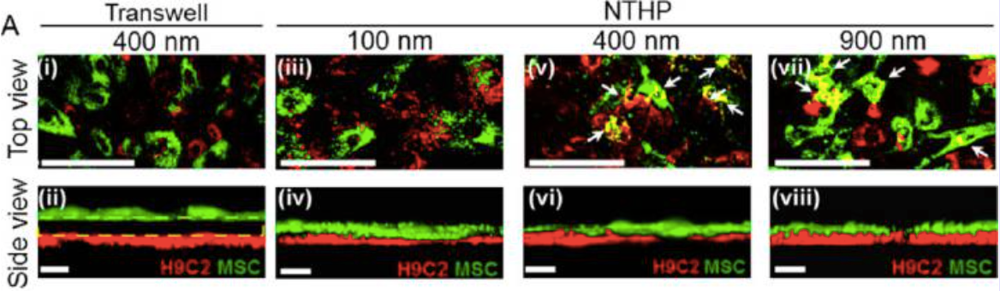 A
Transwell
NTHP
400 nm
100 nm
400 nm
900 nm
Top view
(i)
(iii)
(v)
(vii)
Side view
(ii)
(iv)
(vi)
(viii)
H9C2 MSC
H9C2 MSC
H9C2 MSC
H9C2 MSC